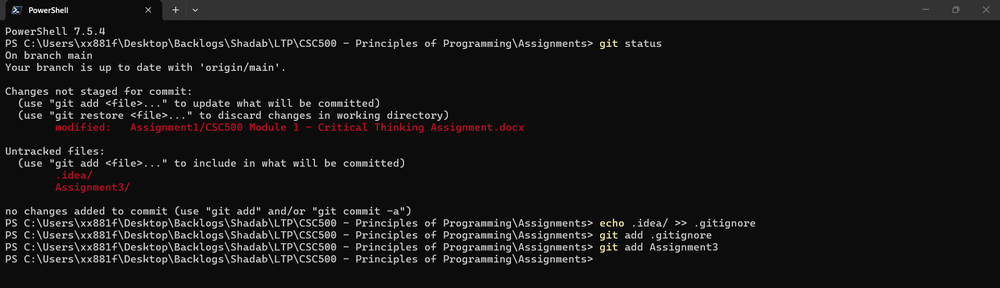 PowerShell
PowerShell 7.5.4
PS C:\Users\xx881f\Desktop\Backlogs\Shadab\LTP\CSC500 - Principles of Programming\Assignments> git status
On branch main
Your branch is up to date with 'origin/main'.
Changes not staged for commit:
  (use "git add <file>..." to update what will be committed)
  (use "git restore <file>..." to discard changes in working directory)
        modified:   Assignment1/CSC500 Module 1 - Critical Thinking Assignment.docx
Untracked files:
  (use "git add <file>..." to include in what will be committed)
        .idea/
        Assignment3/
no changes added to commit (use "git add" and/or "git commit -a")
PS C:\Users\xx881f\Desktop\Backlogs\Shadab\LTP\CSC500 - Principles of Programming\Assignments> echo .idea/ >> .gitignore
PS C:\Users\xx881f\Desktop\Backlogs\Shadab\LTP\CSC500 - Principles of Programming\Assignments> git add .gitignore
PS C:\Users\xx881f\Desktop\Backlogs\Shadab\LTP\CSC500 - Principles of Programming\Assignments> git add Assignment3
PS C:\Users\xx881f\Desktop\Backlogs\Shadab\LTP\CSC500 - Principles of Programming\Assignments>